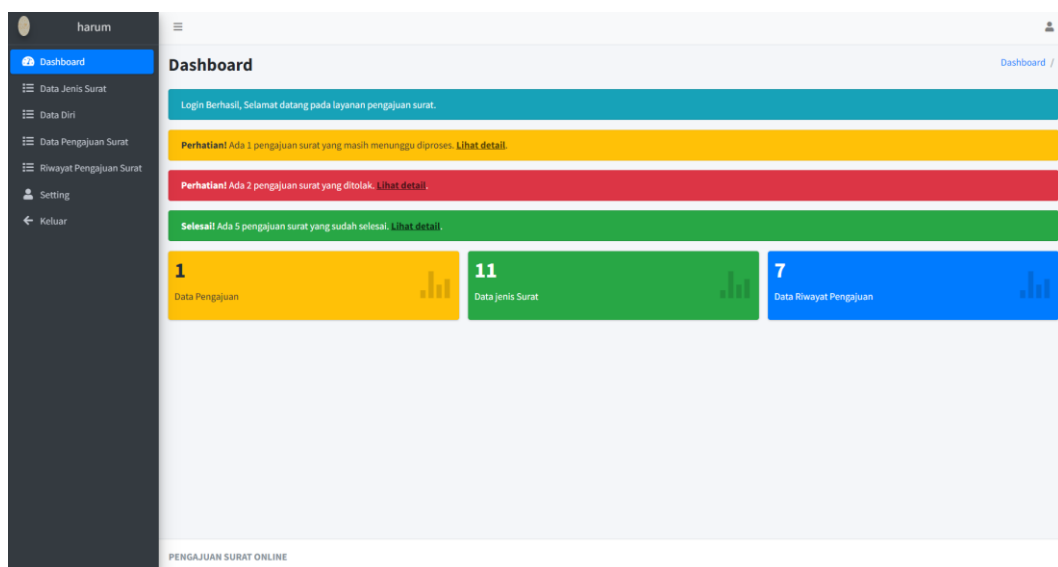 harum
Dashboard
Data Jenis Surat
Data Diri
Data Pengajuan Surat
Riwayat Pengajuan Surat
Setting
Keluar
Dashboard
Dashboard /
Login Berhasil, Selamat datang pada layanan pengajuan surat.
Perhatian! Ada 1 pengajuan surat yang masih menunggu diproses. Lihat detail.
Perhatian! Ada 2 pengajuan surat yang ditolak. Lihat detail.
Selesai! Ada 5 pengajuan surat yang sudah selesai. Lihat detail.
1
Data Pengajuan
11
Data jenis Surat
7
Data Riwayat Pengajuan
PENGAJUAN SURAT ONLINE